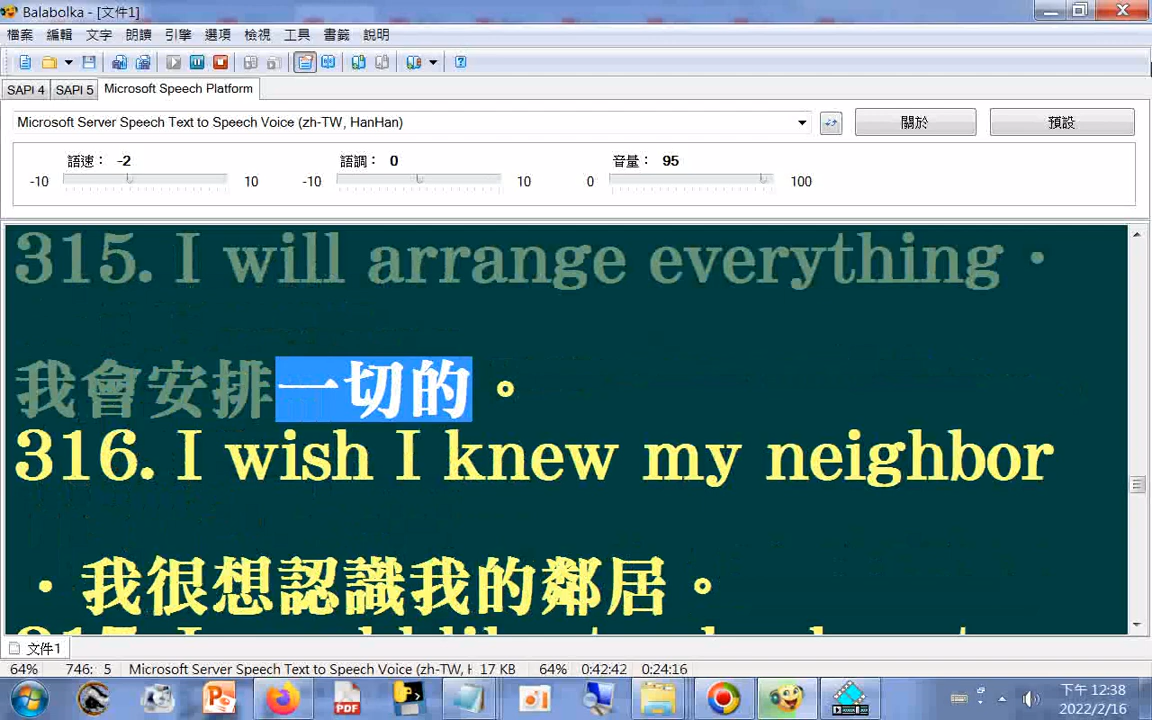 Balabolka - [文件1]
檔案 編輯 文字 朗讀 引擎 選項 檢視 工具 書籤 說明
SAPI 4 SAPI 5 Microsoft Speech Platform
Microsoft Server Speech Text to Speech Voice (zh-TW, HanHan) 關於 預設
語速： -2 語調： 0 音量： 95
-10 10 -10 10 0 100
315. I will arrange everything．
我會安排一切的。
316. I wish I knew my neighbor
．我很想認識我的鄰居。
文件1
64% 746: 5 Microsoft Server Speech Text to Speech Voice (zh-TW, 17 KB 64% 0:42:42 0:24:16
PDF
下午 12:38
2022/2/16